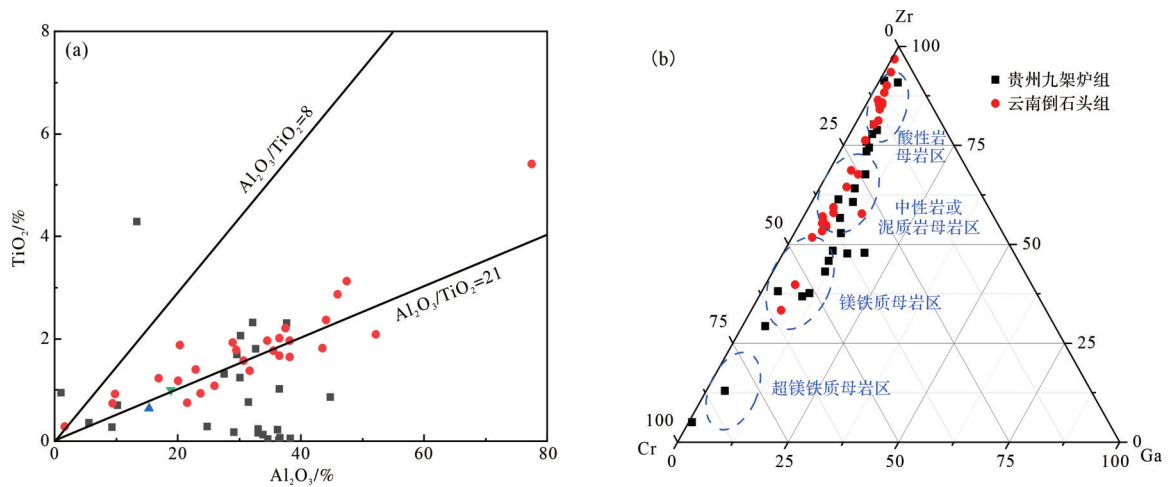 (a)
8
6
4
2
0
0
20
40
60
80
TiO₂/%
Al₂O₃/%
Al₂O₃/TiO₂=8
Al₂O₃/TiO₂=21
(b)
Zr
0
100
贵州九架炉组
云南倒石头组
25
酸性岩
母岩区
75
中性岩或
泥质岩母岩区
50
50
镁铁质母岩区
75
25
超镁铁质母岩区
100
0
Cr
0
25
50
75
100
Ga